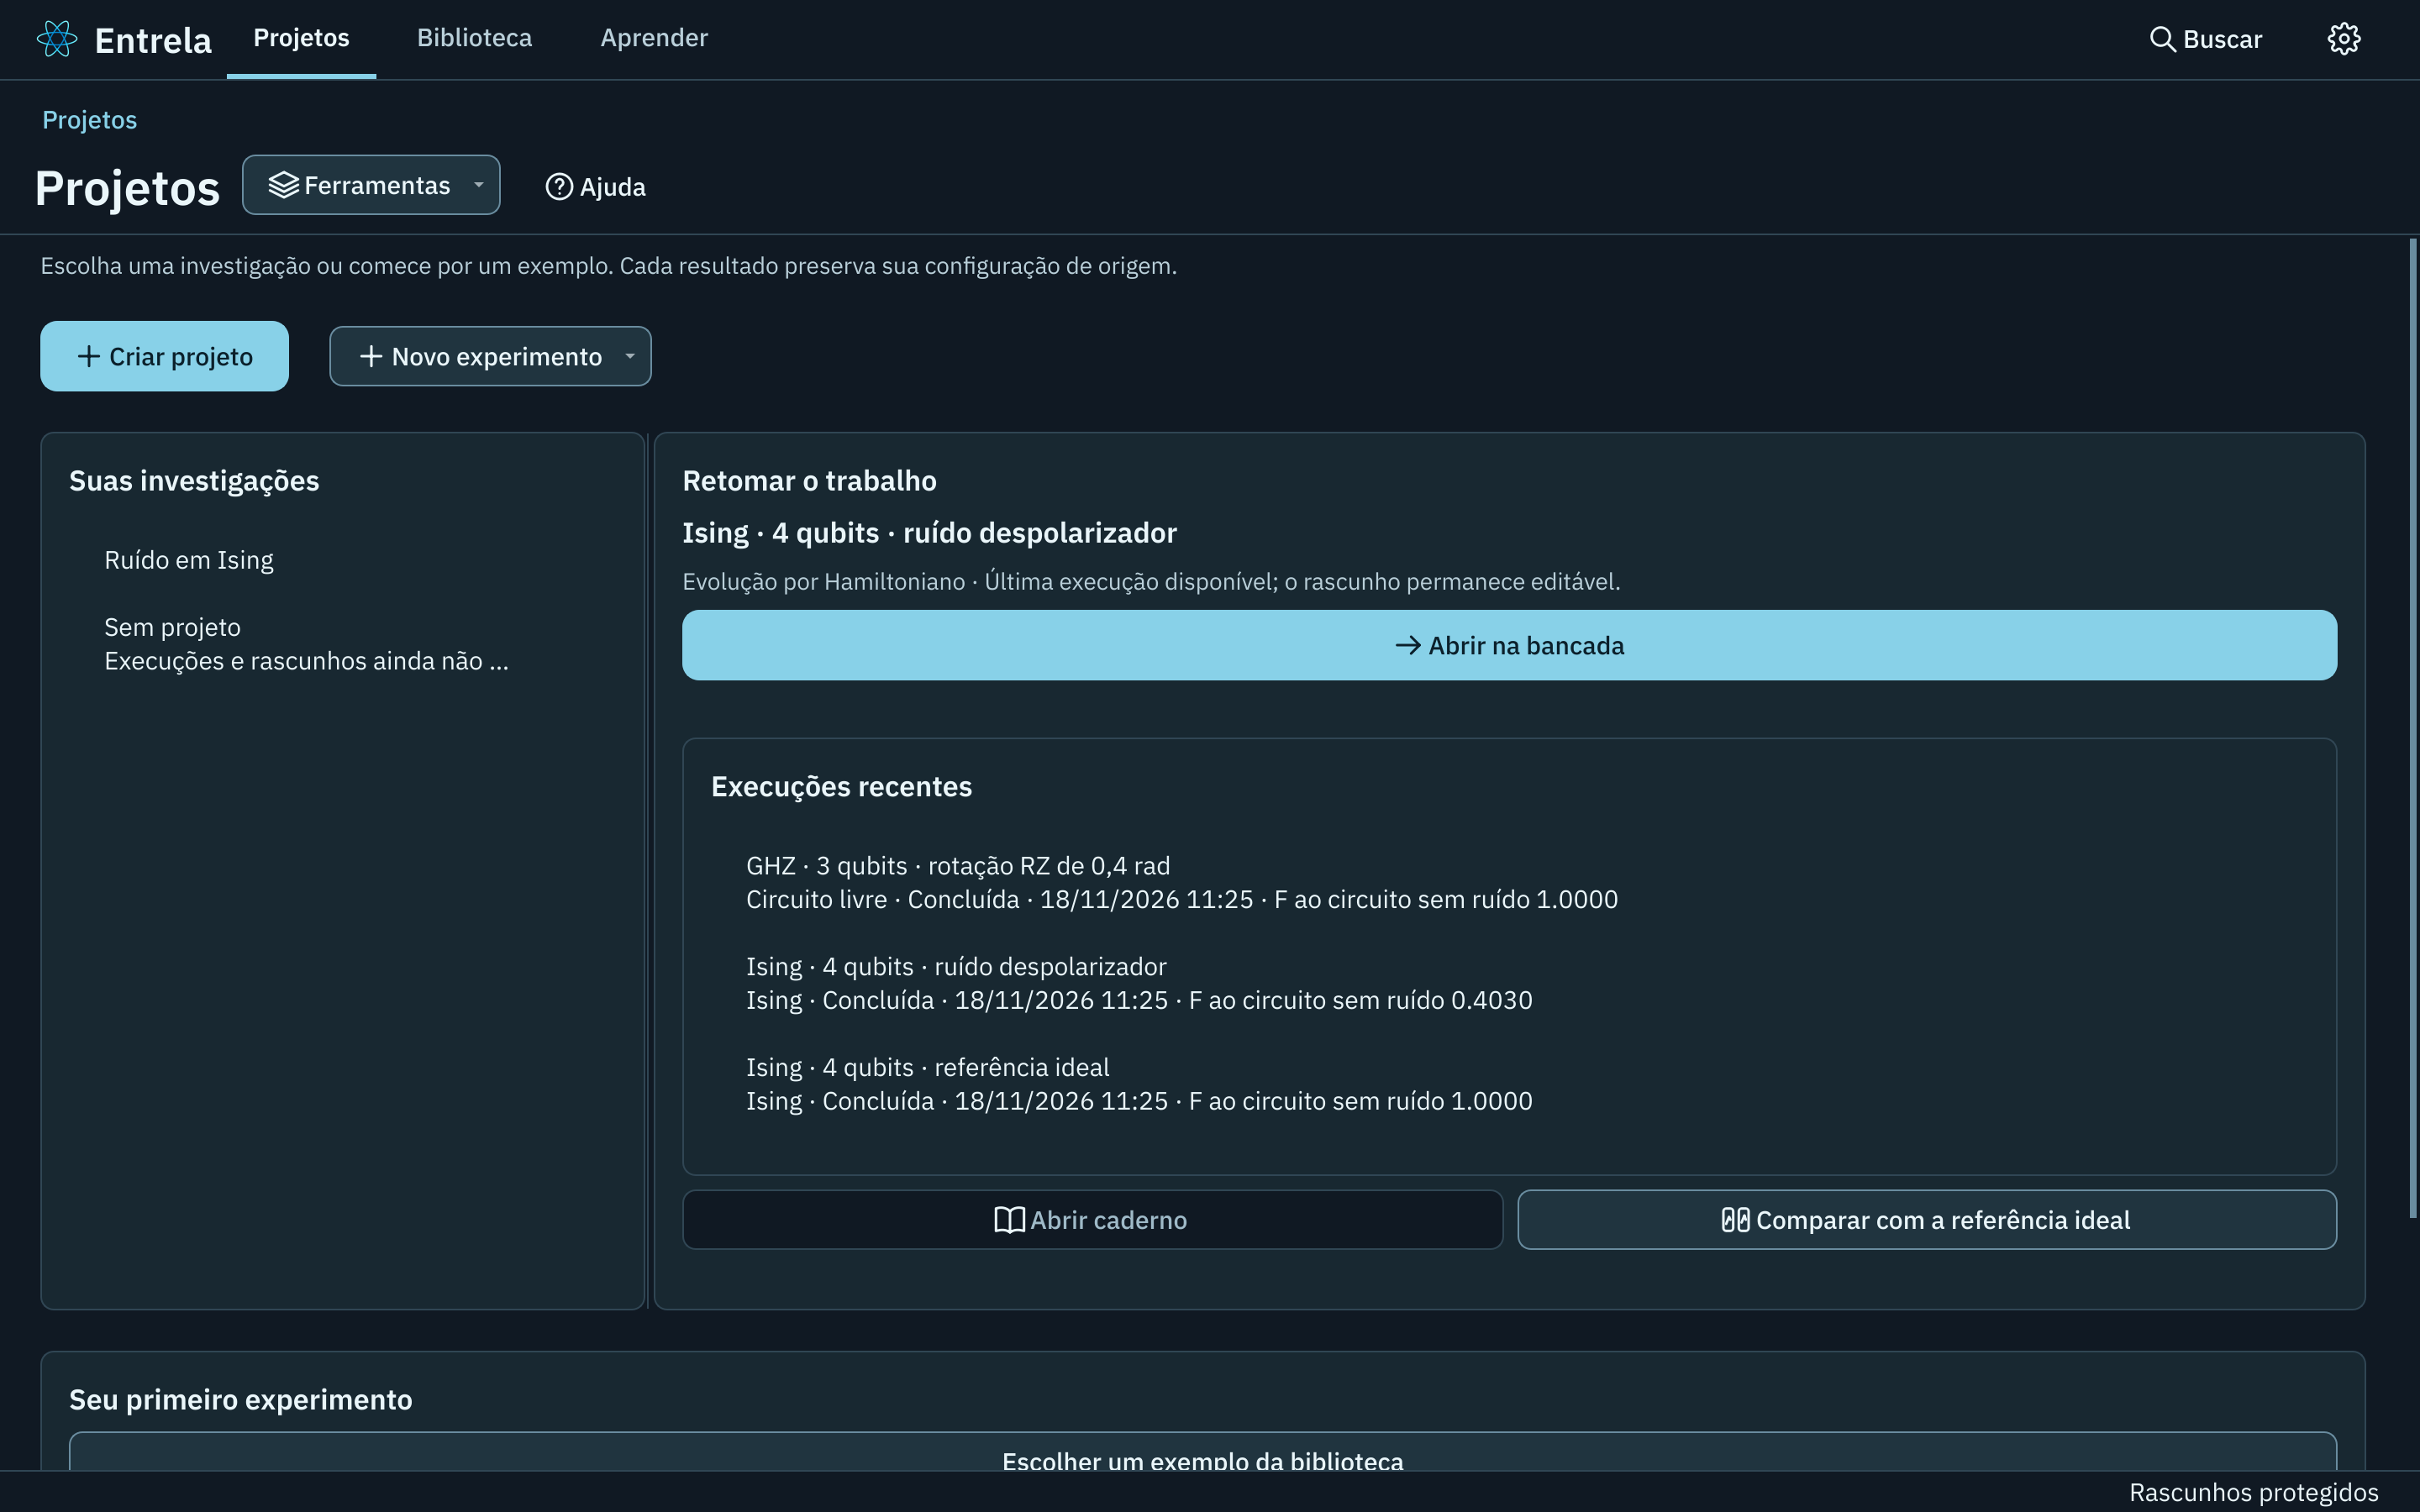 Entrela
Projetos
Biblioteca
Aprender
Buscar
Projetos
Projetos
Ferramentas
Ajuda
Escolha uma investigação ou comece por um exemplo. Cada resultado preserva sua configuração de origem.
+ Criar projeto
+ Novo experimento
Suas investigações
Ruído em Ising
Sem projeto
Execuções e rascunhos ainda não ...
Retomar o trabalho
Ising · 4 qubits · ruído despolarizador
Evolução por Hamiltoniano · Última execução disponível; o rascunho permanece editável.
→ Abrir na bancada
Execuções recentes
GHZ · 3 qubits · rotação RZ de 0,4 rad
Circuito livre · Concluída · 18/11/2026 11:25 · F ao circuito sem ruído 1.0000
Ising · 4 qubits · ruído despolarizador
Ising · Concluída · 18/11/2026 11:25 · F ao circuito sem ruído 0.4030
Ising · 4 qubits · referência ideal
Ising · Concluída · 18/11/2026 11:25 · F ao circuito sem ruído 1.0000
Abrir caderno
Comparar com a referência ideal
Seu primeiro experimento
Escolher um exemplo da biblioteca
Rascunhos protegidos